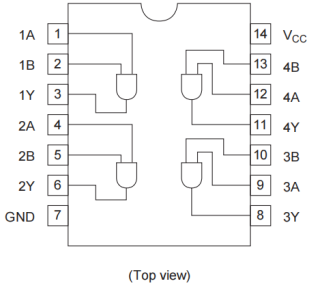 1A 1 14 VCC
1B 2 13 4B
1Y 3 12 4A
2A 4 11 4Y
2B 5 10 3B
2Y 6 9 3A
GND 7 8 3Y
(Top view)